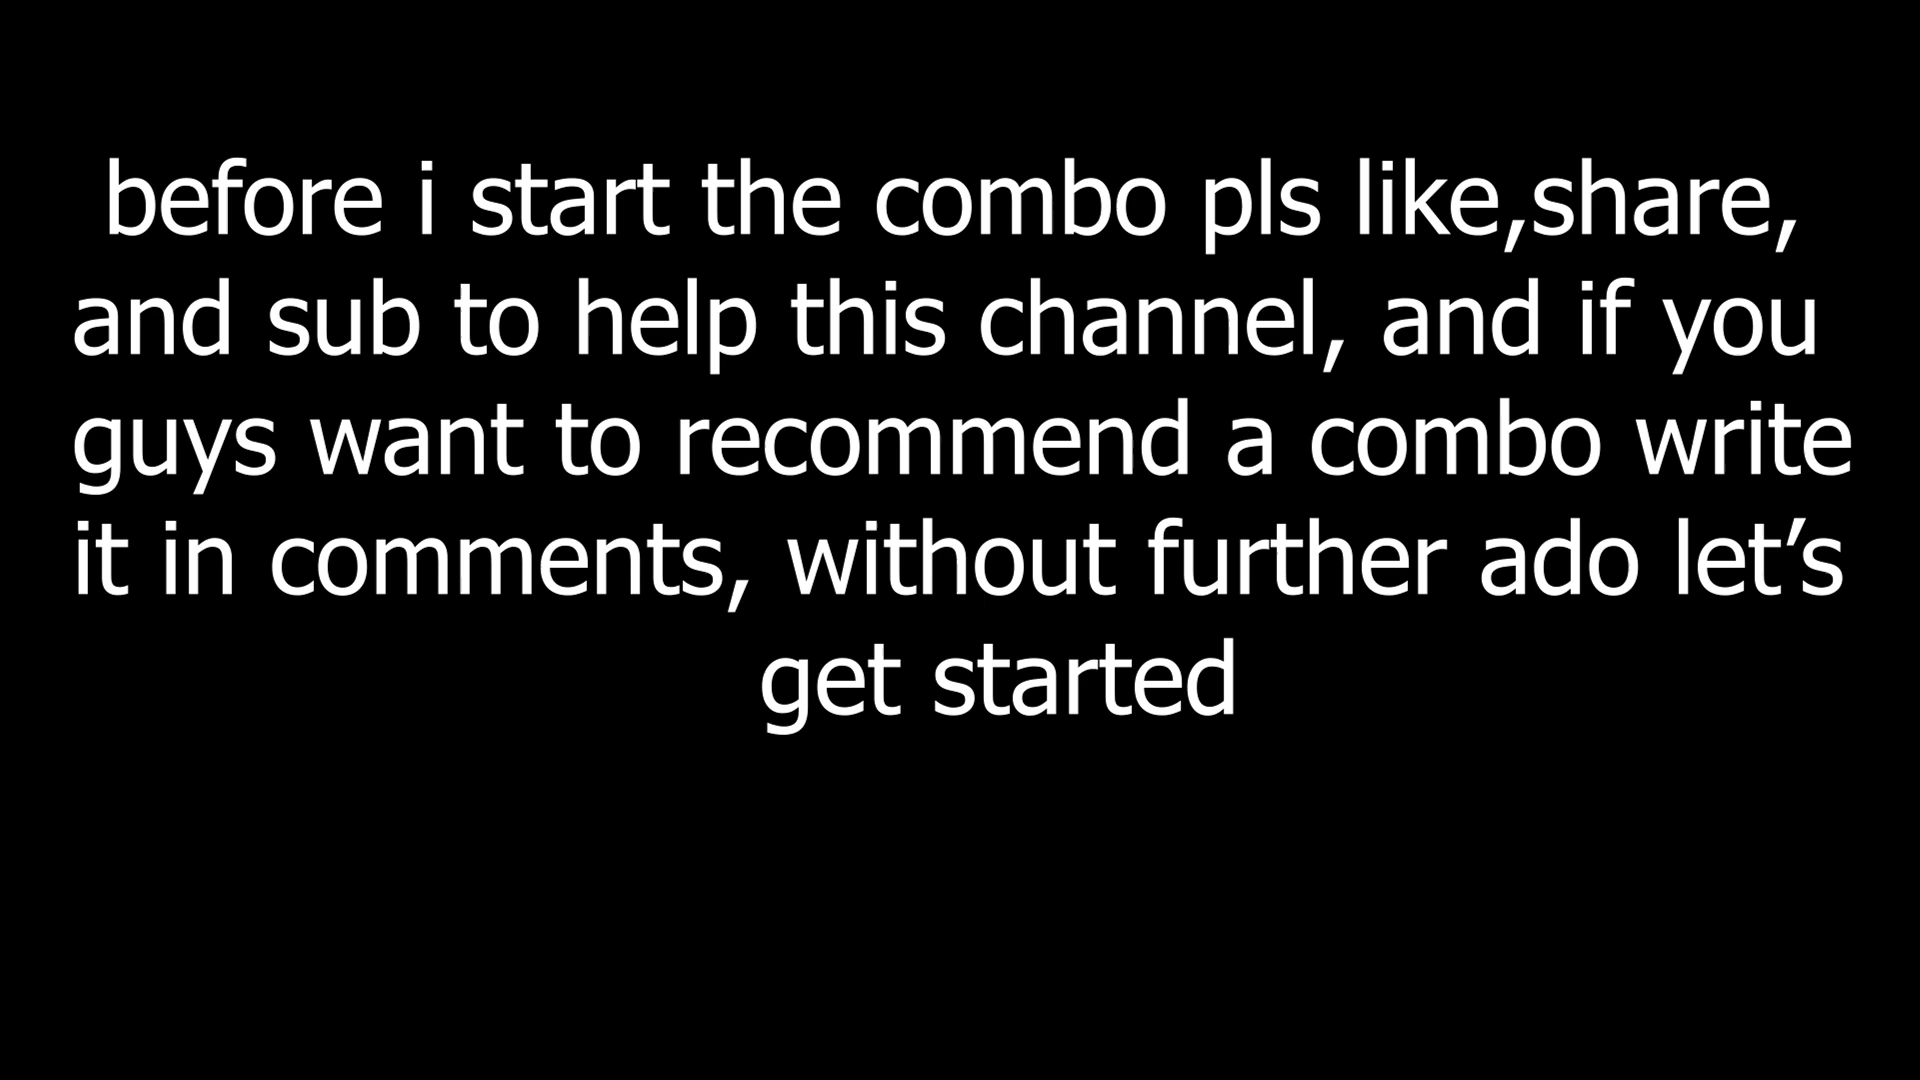 before i start the combo pls like,share,
and sub to help this channel, and if you
guys want to recommend a combo write
it in comments, without further ado let’s
get started